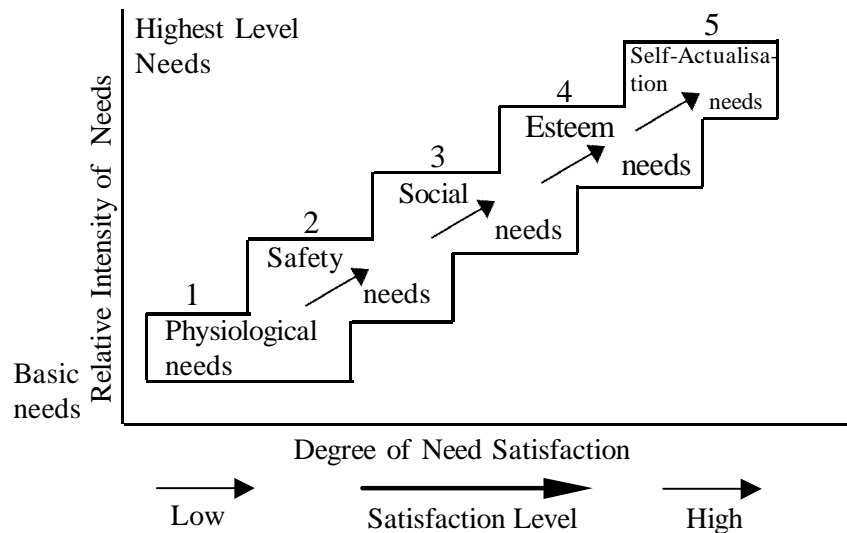 Highest Level
Needs
5
Self-Actualisa-
tion
needs
4
Esteem
needs
3
Social
needs
2
Safety
needs
1
Physiological
needs
Relative Intensity of Needs
Basic
needs
Degree of Need Satisfaction
Low
Satisfaction Level
High